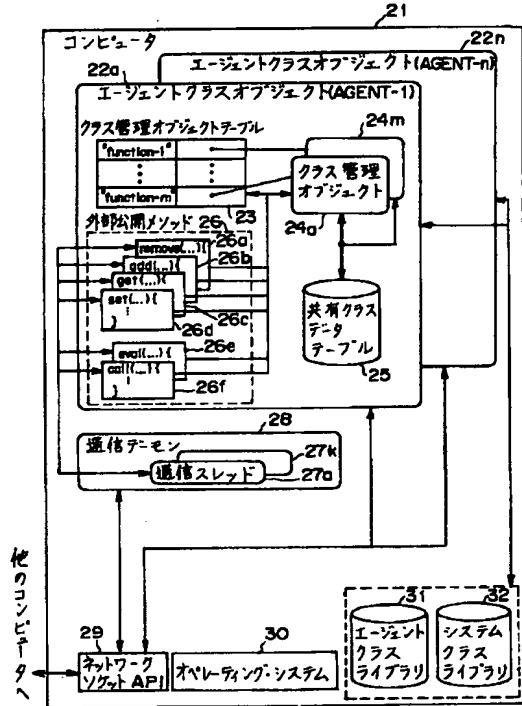 21
コンピュータ
22n
22a
エージェントクラスオブジェクト(AGENT-n)
エージェントクラスオブジェクト(AGENT-1)
クラス管理オブジェクトテーブル
24m
"function-1"
"function-m"
クラス管理
オブジェクト
23
24a
外部公開メソッド
26
remove(...){
26a
add(...){
26b
get(...){
set(...){
26c
}
26d
eval(...){
26e
call(...){
}
26f
共有クラス
データ
テーブル
25
28
通信デーモン
27k
通信スレッド
27a
他のコンピュータへ
29
ネットワーク
ソケットAPI
30
オペレーティング・システム
31
エージェント
クラス
ライブラリ
32
システム
クラス
ライブラリ